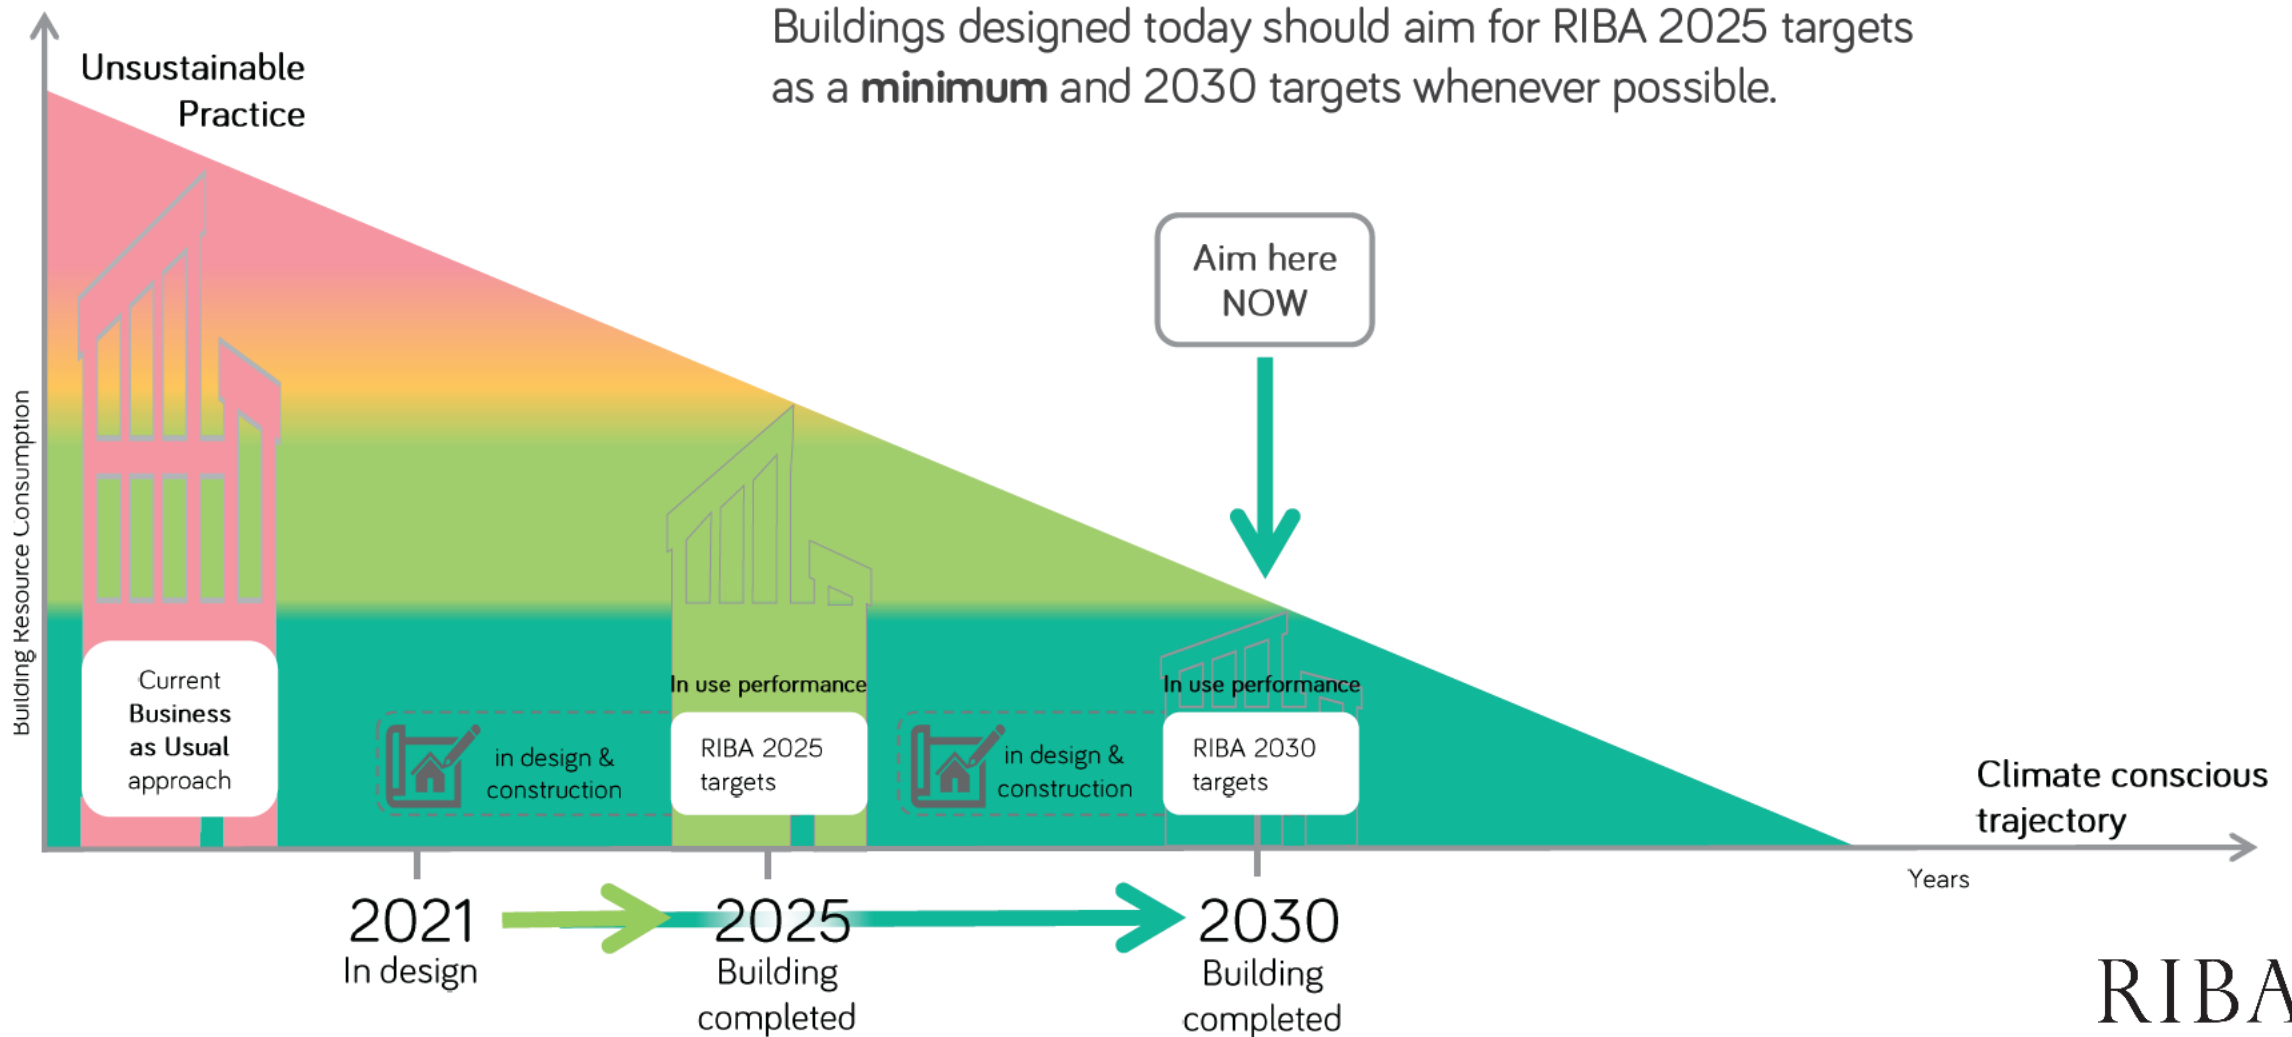 Buildings designed today should aim for RIBA 2025 targets
as a minimum and 2030 targets whenever possible.
Unsustainable
Practice
Aim here
NOW
Building Resource Consumption
Current
Business
as Usual
approach
in design &
construction
In use performance
RIBA 2025
targets
in design &
construction
In use performance
RIBA 2030
targets
Climate conscious
trajectory
Years
2021
In design
2025
Building
completed
2030
Building
completed
RIBA